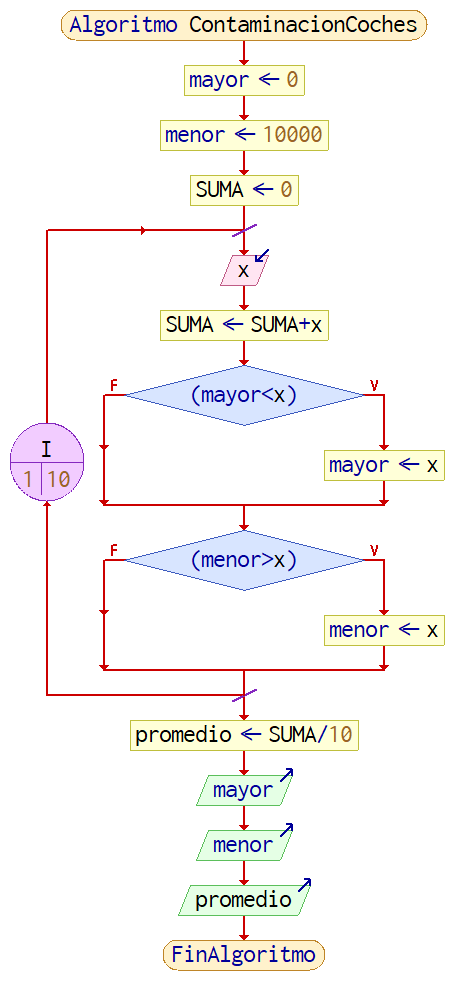 Algoritmo ContaminacionCoches
mayor ← 0
menor ← 10000
SUMA ← 0
x
SUMA ← SUMA+x
F
(mayor<x)
V
I
1 10
mayor ← x
F
(menor>x)
V
menor ← x
promedio ← SUMA/10
mayor
menor
promedio
FinAlgoritmo